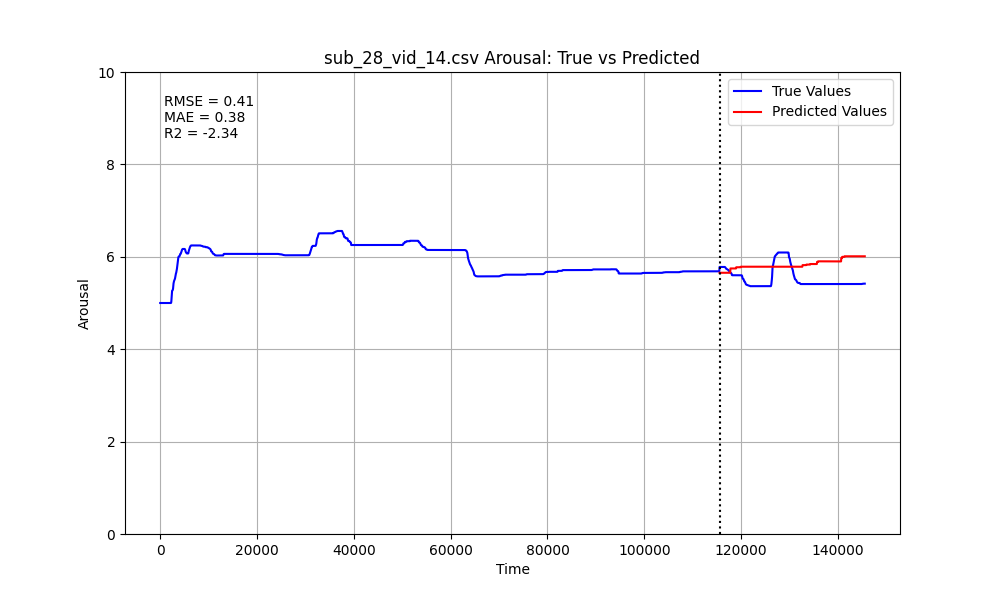 sub_28_vid_14.csv Arousal: True vs Predicted
RMSE = 0.41
MAE = 0.38
R2 = -2.34
True Values
Predicted Values
10
8
6
4
2
0
Arousal
0 20000 40000 60000 80000 100000 120000 140000
Time